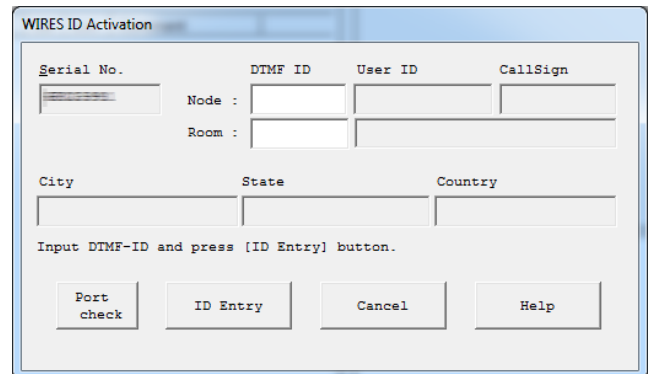 WIRES ID Activation
Serial No. DTMF ID User ID CallSign
Node :
Room :
City State Country
Input DTMF-ID and press [ID Entry] button.
Port check ID Entry Cancel Help